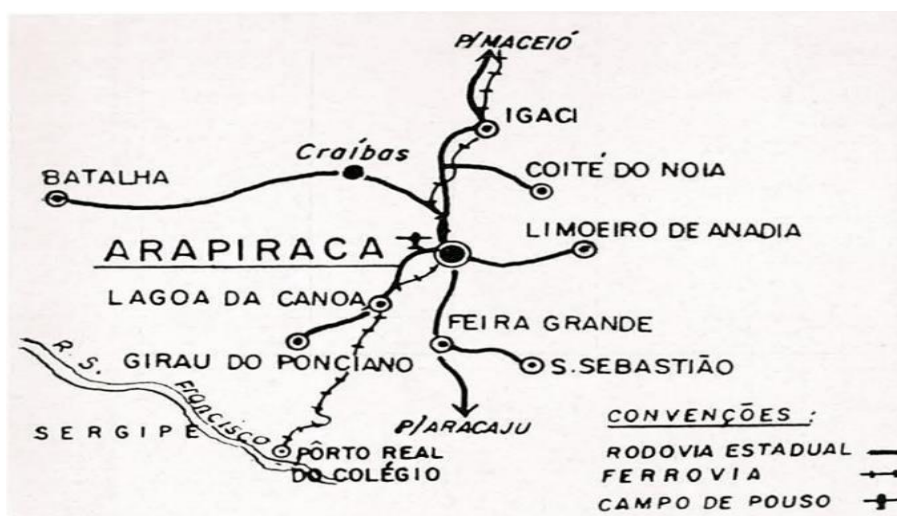 P/MACEIÓ
IGACI
Craíbas
COITÉ DO NOIA
BATALHA
LIMOEIRO DE ANADIA
ARAPIRACA
LAGOA DA CANOA
FEIRA GRANDE
GIRAU DO PONCIANO
S. SEBASTIÃO
R. S. Francisco
SERGIPE
P/ARACAJU
PÔRTO REAL
DO COLÉGIO
CONVENÇÕES:
RODOVIA ESTADUAL
FERROVIA
CAMPO DE POUSO